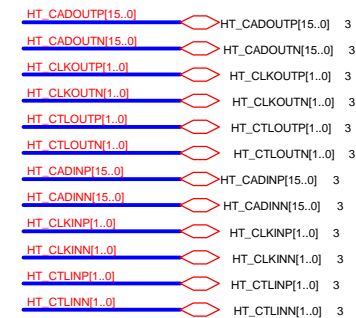 HT_CADOUTP[15..0] HT_CADOUTP[15..0] 3
HT_CADOUTN[15..0] HT_CADOUTN[15..0] 3
HT_CLKOUTP[1..0] HT_CLKOUTP[1..0] 3
HT_CLKOUTN[1..0] HT_CLKOUTN[1..0] 3
HT_CTLOUTP[1..0] HT_CTLOUTP[1..0] 3
HT_CTLOUTN[1..0] HT_CTLOUTN[1..0] 3
HT_CADINP[15..0] HT_CADINP[15..0] 3
HT_CADINN[15..0] HT_CADINN[15..0] 3
HT_CLKINP[1..0] HT_CLKINP[1..0] 3
HT_CLKINN[1..0] HT_CLKINN[1..0] 3
HT_CTLINP[1..0] HT_CTLINP[1..0] 3
HT_CTLINN[1..0] HT_CTLINN[1..0] 3